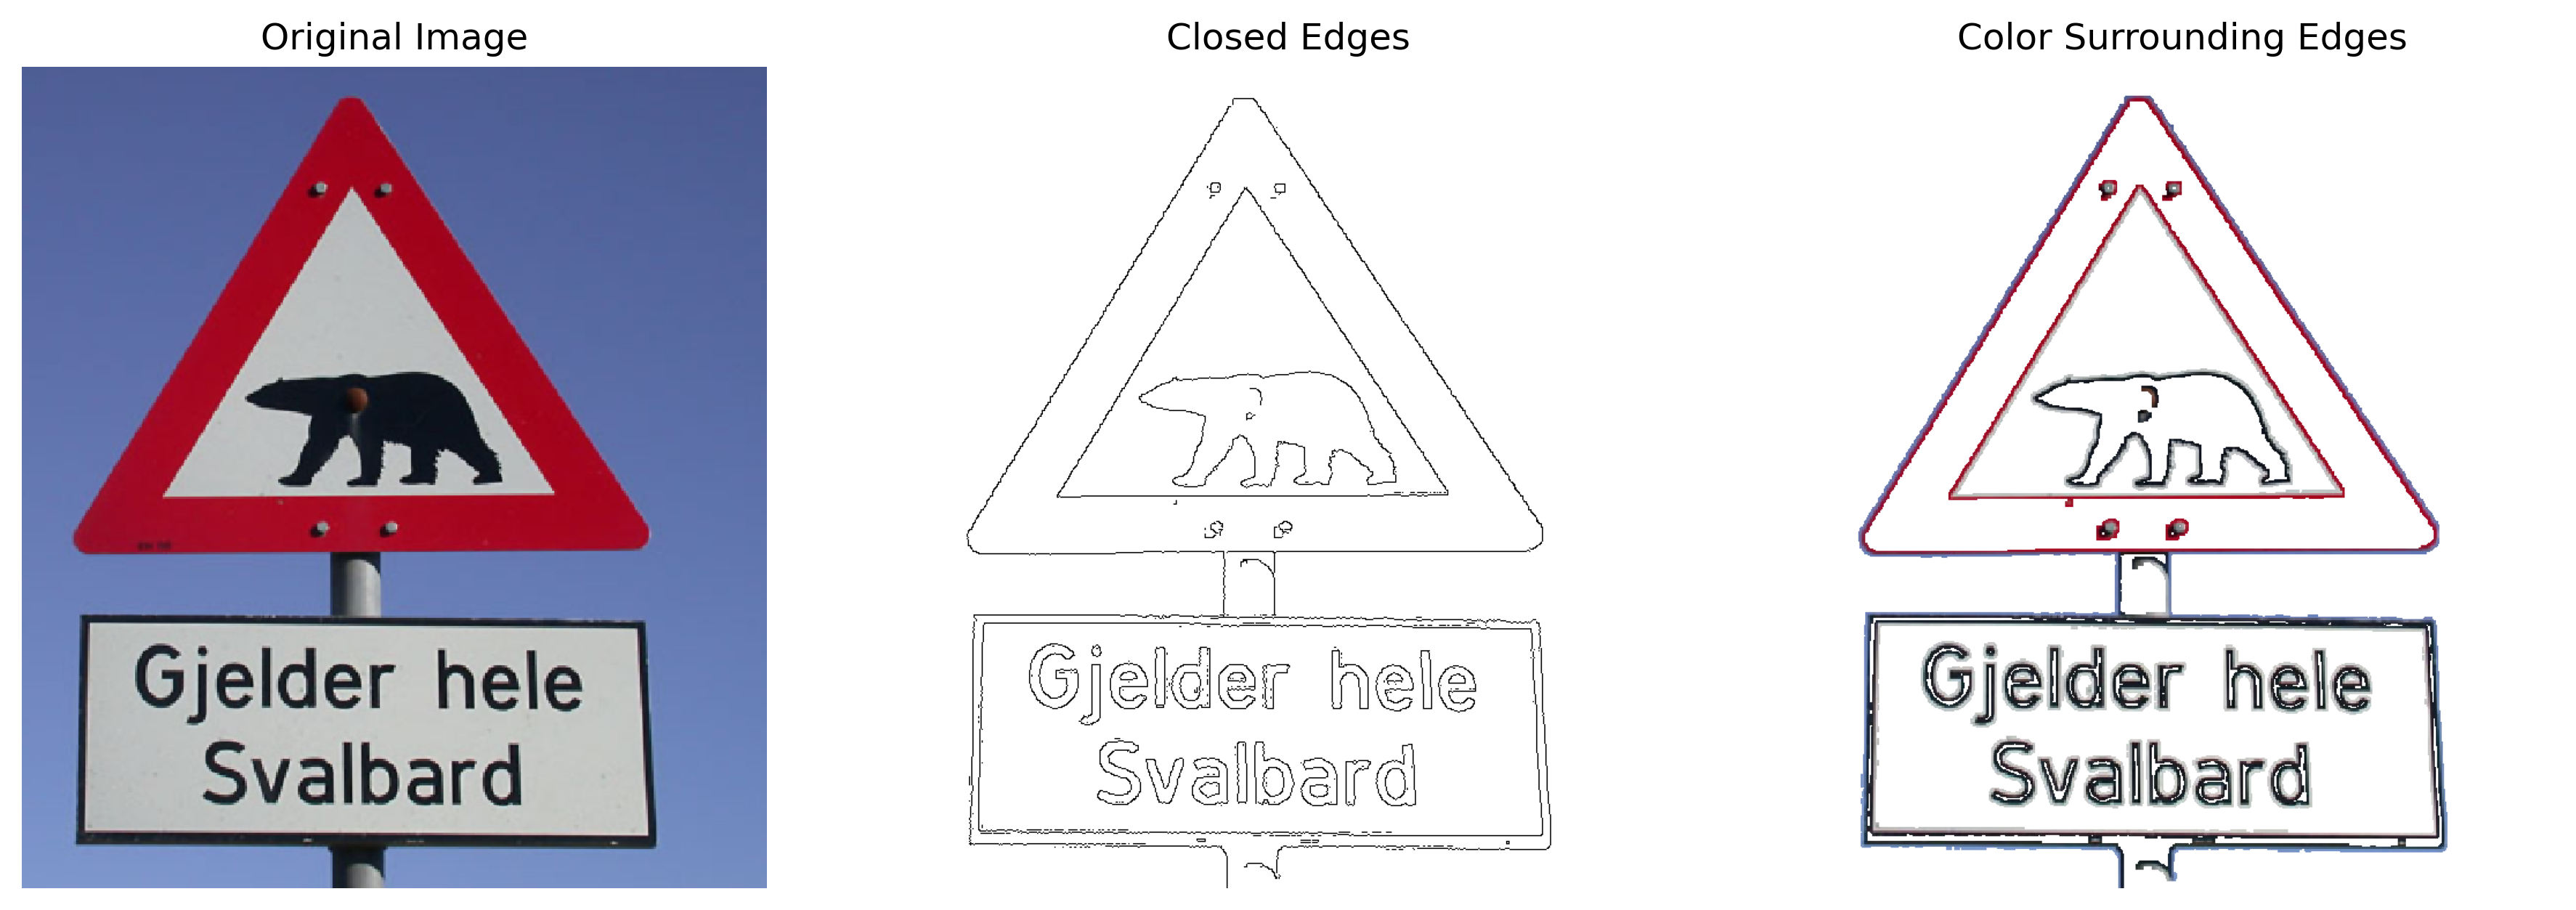 Original Image
Closed Edges
Color Surrounding Edges
Gjelder hele
Svalbard
Gjelder hele
Svalbard
Gjelder hele
Svalbard